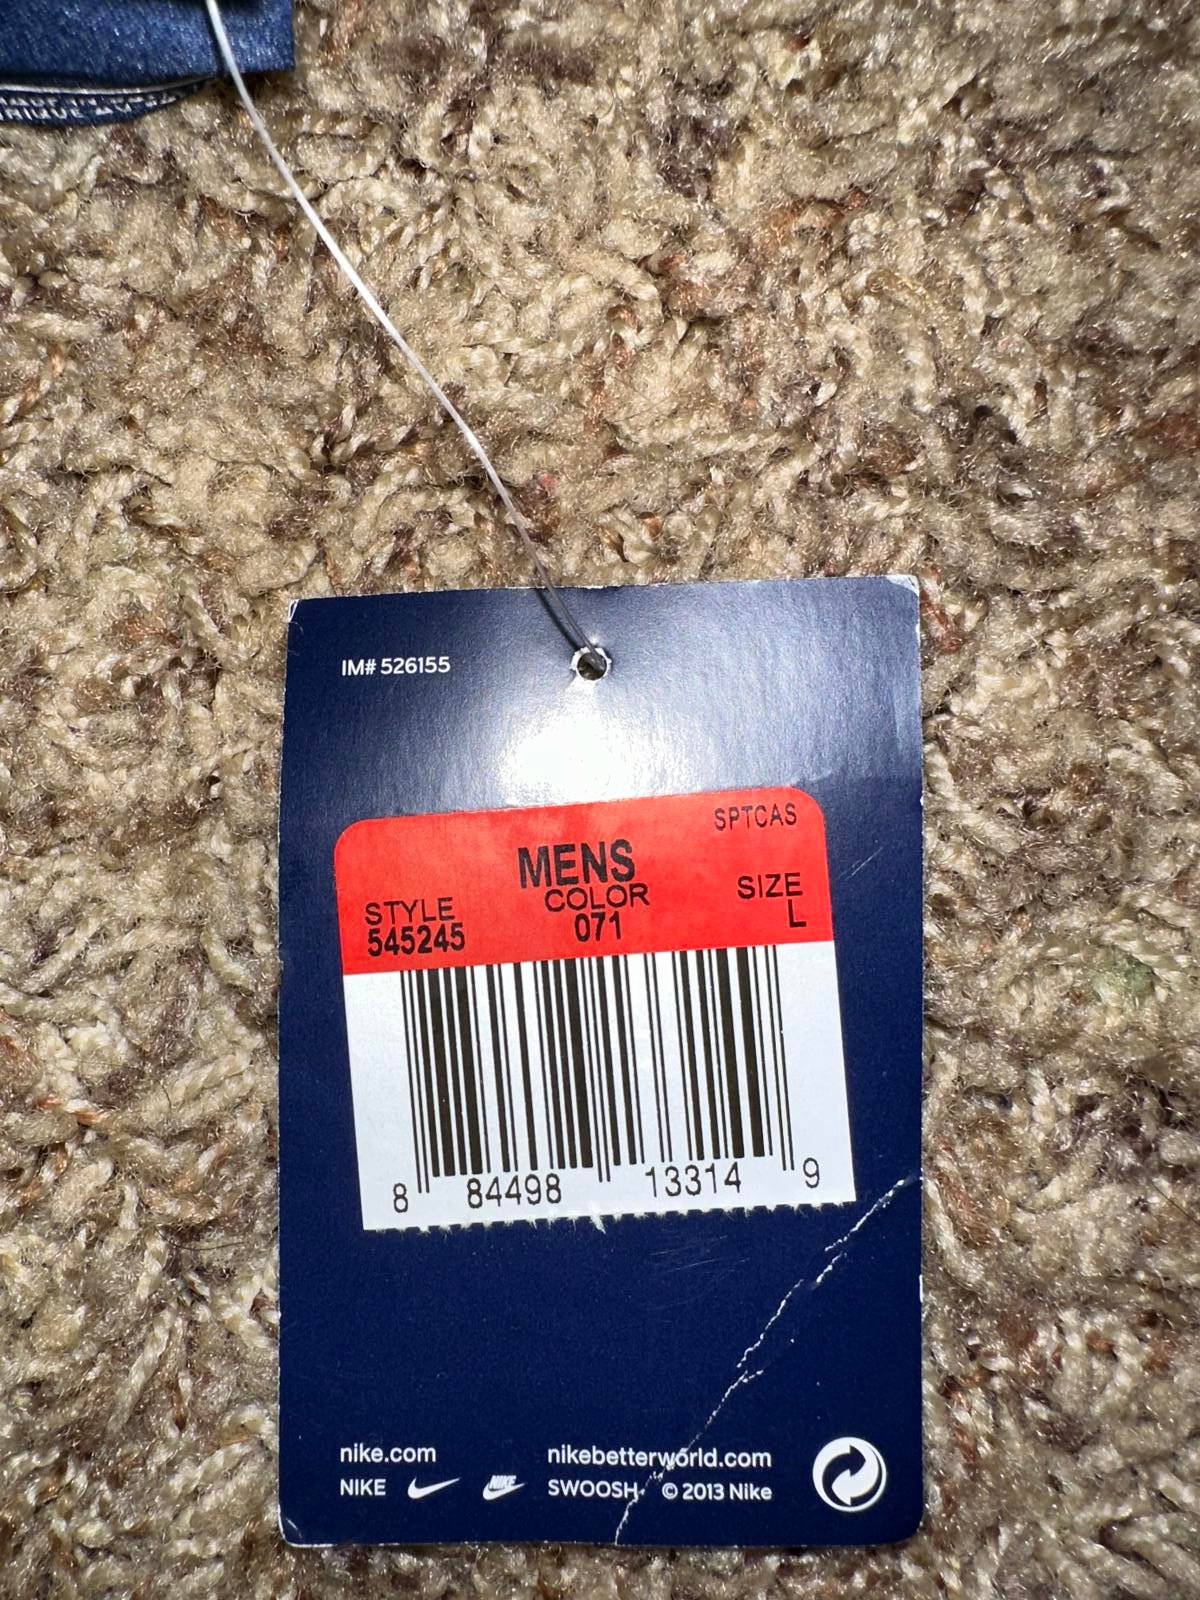 IM# 526155
SPTCAS
MENS
STYLE COLOR SIZE
545245 071 L
8 84498 13314 9
nike.com nikebetterworld.com
NIKE NIKE SWOOSH © 2013 Nike